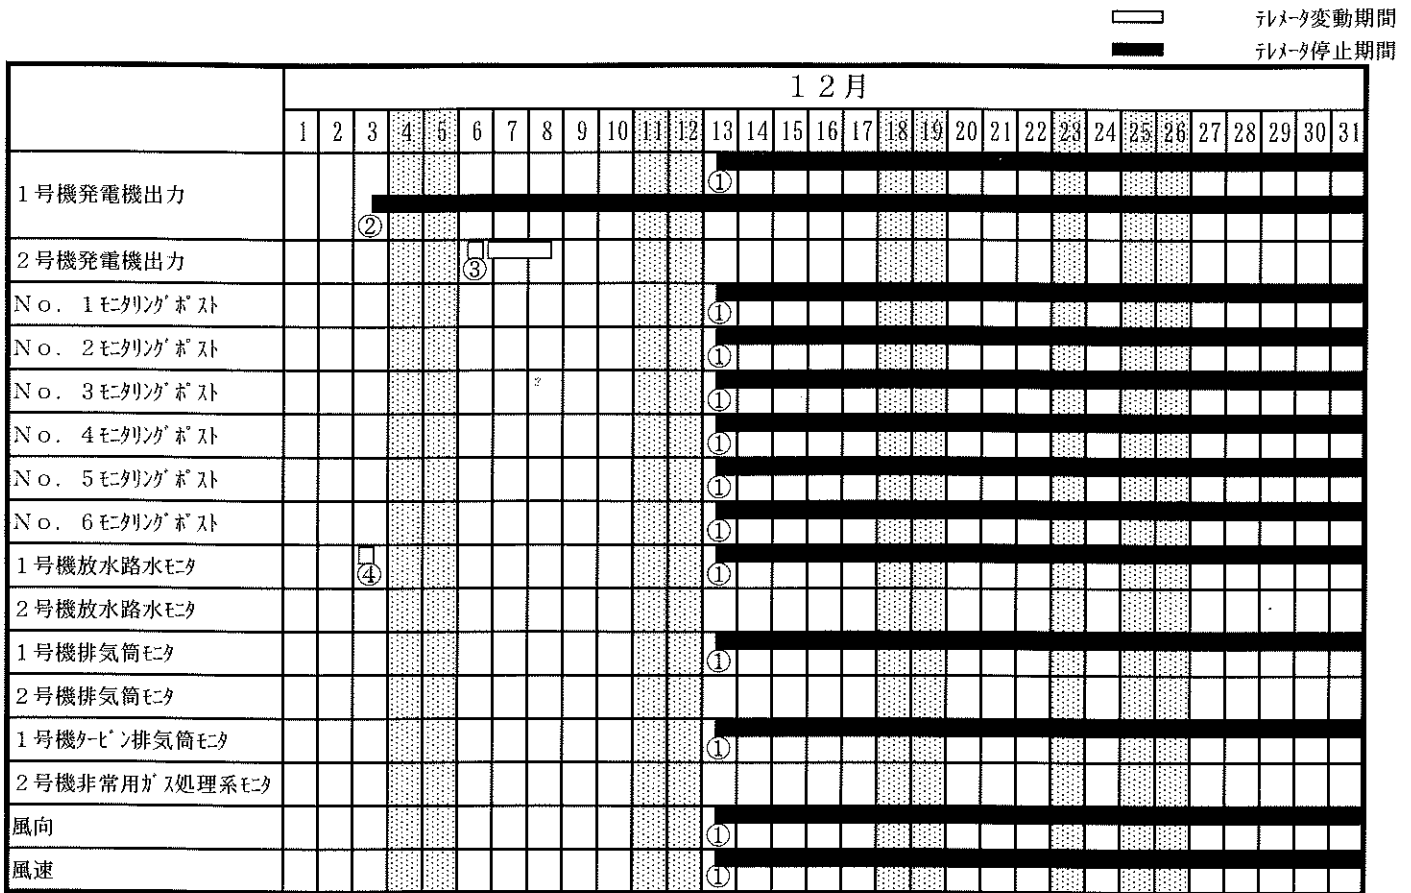 テレメータ変動期間
テレメータ停止期間
12月
1 2 3 4 5 6 7 8 9 10 11 12 13 14 15 16 17 18 19 20 21 22 23 24 25 26 27 28 29 30 31
①
1号機発電機出力
②
2号機発電機出力 ③
No. 1モニタリングポスト ①
No. 2モニタリングポスト ①
No. 3モニタリングポスト ①
No. 4モニタリングポスト ①
No. 5モニタリングポスト ①
No. 6モニタリングポスト ①
1号機放水路水モニタ ④ ①
2号機放水路水モニタ
1号機排気筒モニタ ①
2号機排気筒モニタ
1号機タービン排気筒モニタ ①
2号機非常用ガス処理系モニタ
風向 ①
風速 ①